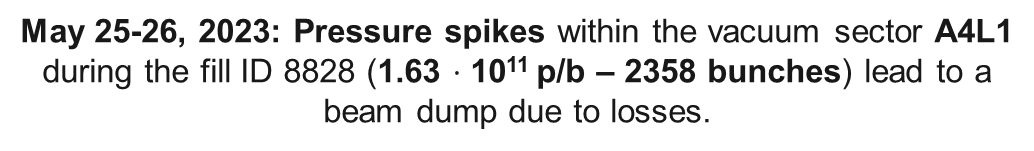 May 25-26, 2023: Pressure spikes within the vacuum sector A4L1
during the fill ID 8828 (1.63 · 10¹¹ p/b – 2358 bunches) lead to a
beam dump due to losses.